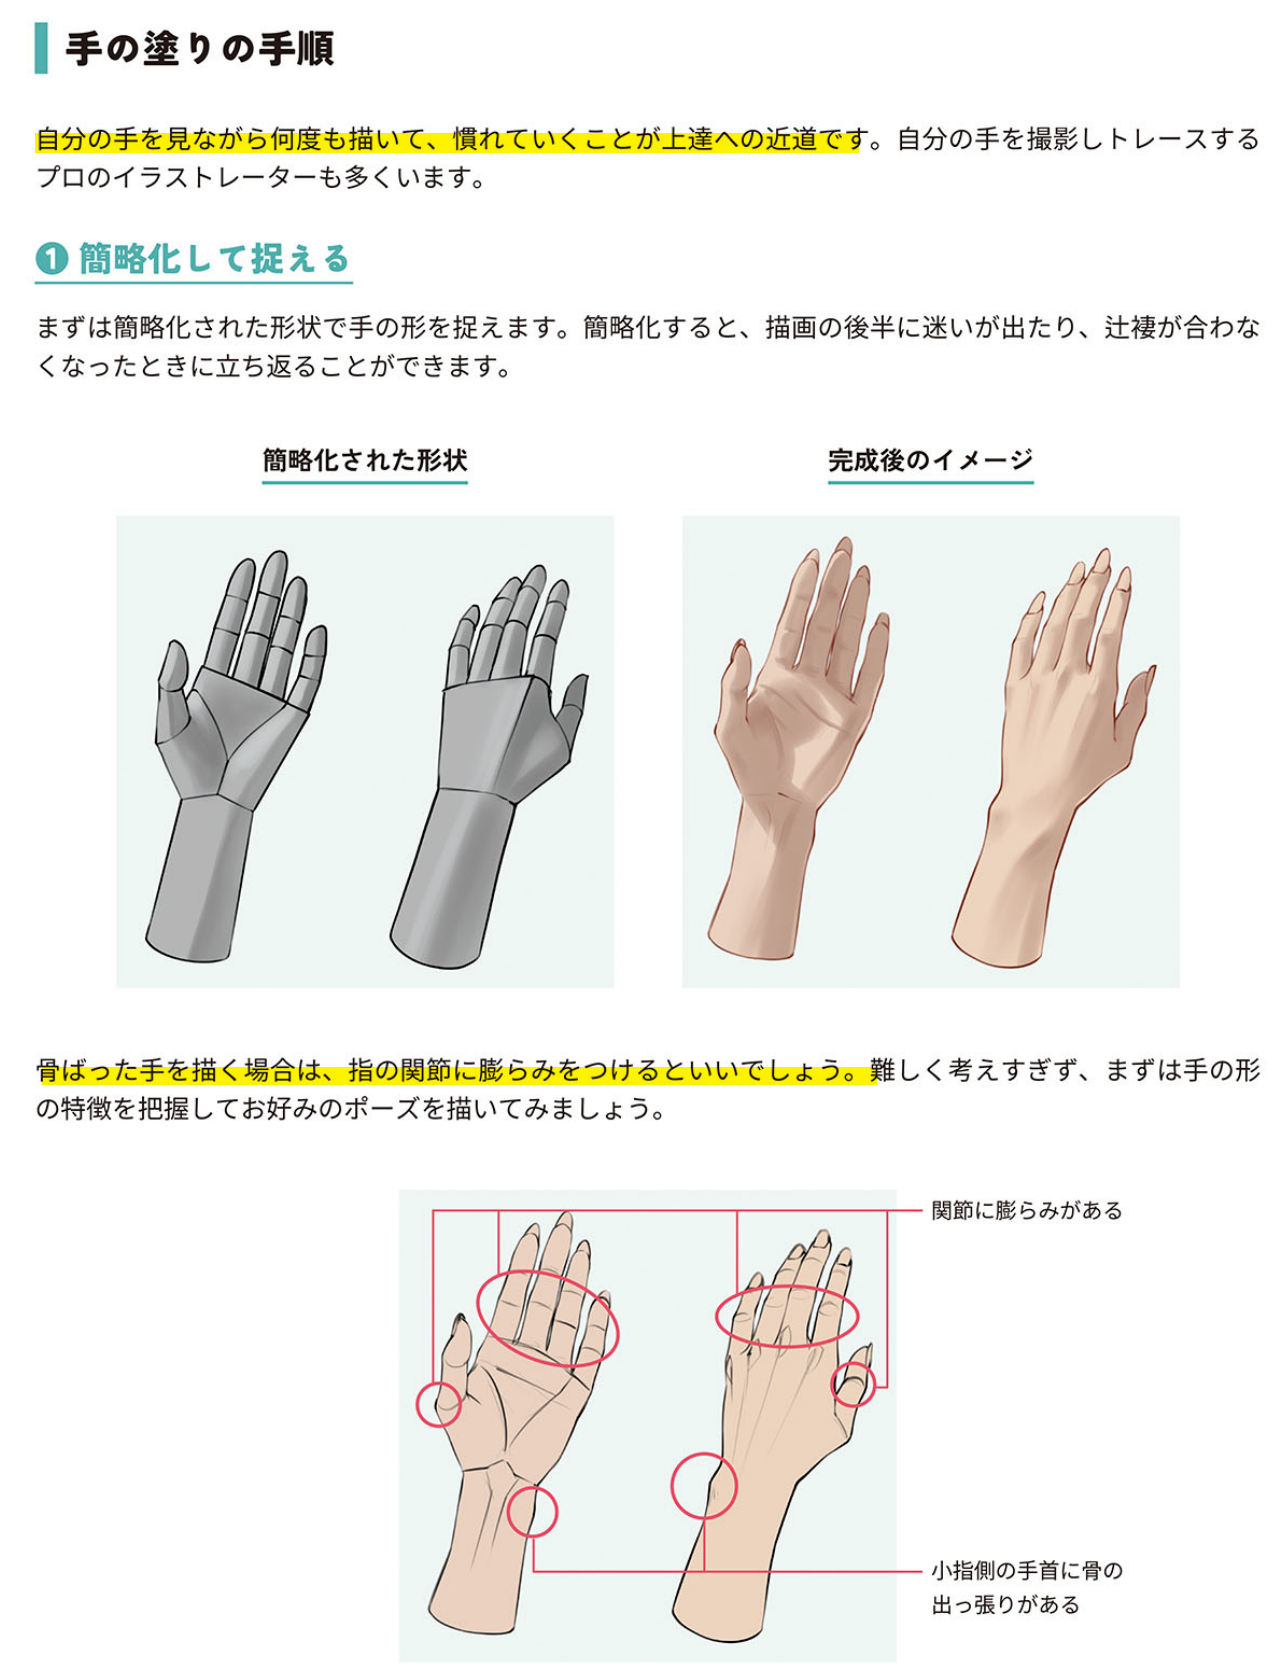 手の塗りの手順
自分の手を見ながら何度も描いて、慣れていくことが上達への近道です。自分の手を撮影しトレースする
プロのイラストレーターも多くいます。
❶ 簡略化して捉える
まずは簡略化された形状で手の形を捉えます。簡略化すると、描画の後半に迷いが出たり、辻褄が合わな
くなったときに立ち返ることができます。
簡略化された形状
完成後のイメージ
骨ばった手を描く場合は、指の関節に膨らみをつけるといいでしょう。難しく考えすぎず、まずは手の形
の特徴を把握してお好みのポーズを描いてみましょう。
関節に膨らみがある
小指側の手首に骨の
出っ張りがある